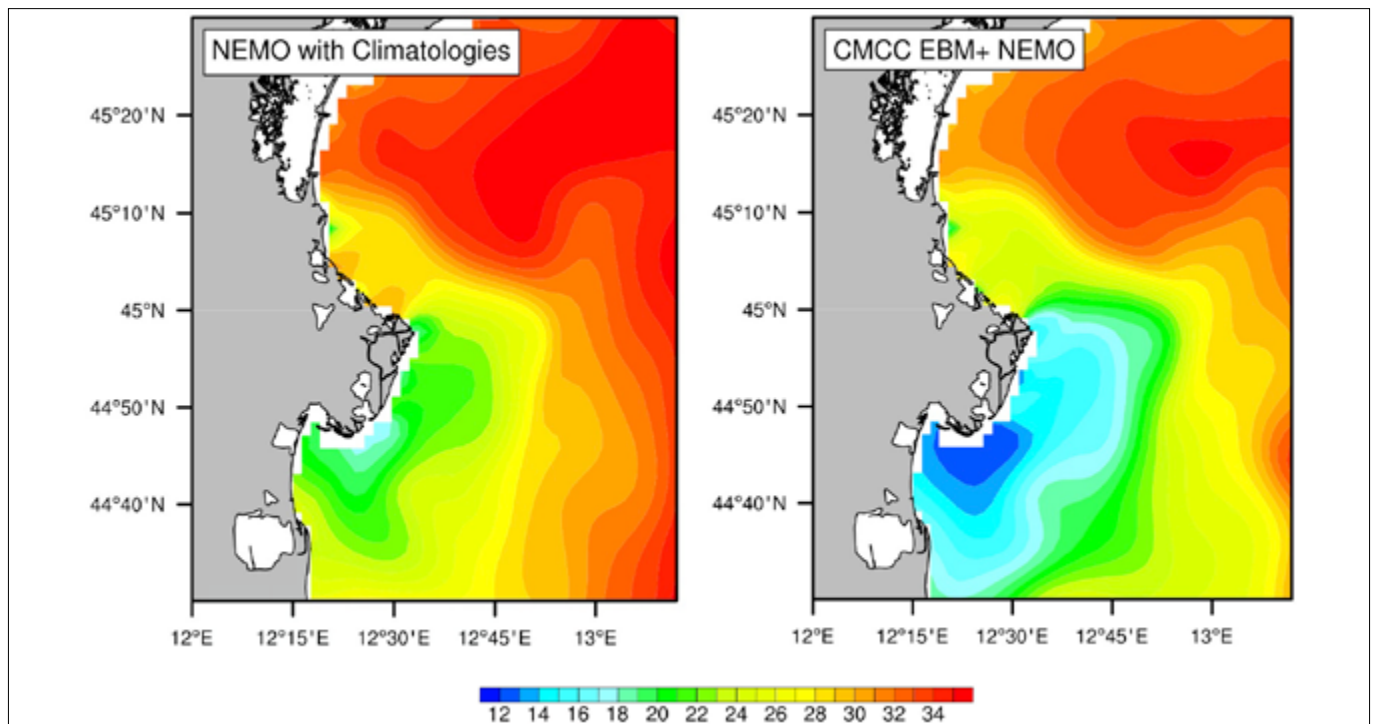 NEMO with Climatologies
CMCC EBM+ NEMO
45°20'N
45°10'N
45°N
44°50'N
44°40'N
12°E 12°15'E 12°30'E 12°45'E 13°E
45°20'N
45°10'N
45°N
44°50'N
44°40'N
12°E 12°15'E 12°30'E 12°45'E 13°E
12 14 16 18 20 22 24 26 28 30 32 34